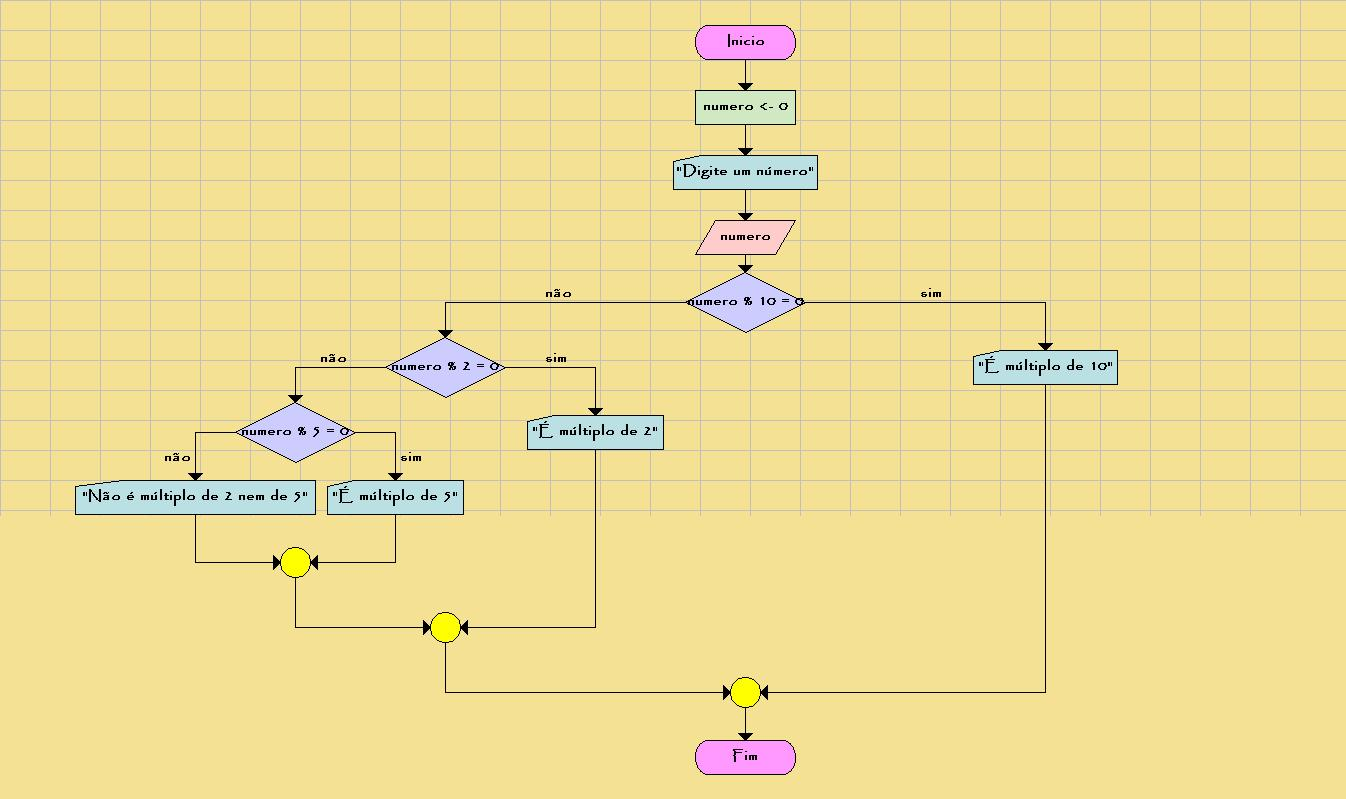 Inicio
numero <- 0
"Digite um número"
numero
não
numero % 10 = 0
sim
não
numero % 2 = 0
sim
"É múltiplo de 10"
numero % 5 = 0
"É múltiplo de 2"
não
sim
"Não é múltiplo de 2 nem de 5"
"É múltiplo de 5"
Fim